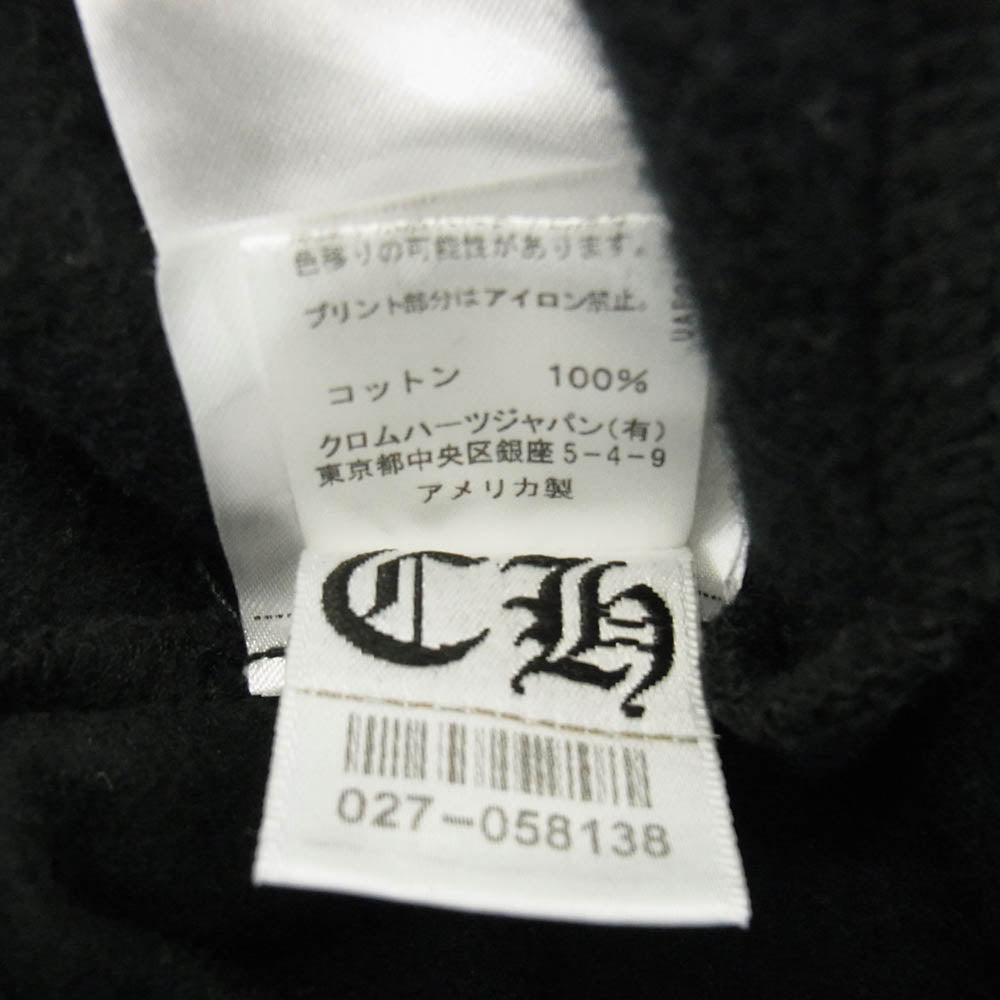 色移りの可能性があります。
プリント部分はアイロン禁止。
コットン 100%
クロムハーツジャパン(有)
東京都中央区銀座5-4-9
アメリカ製
CH
027-058138